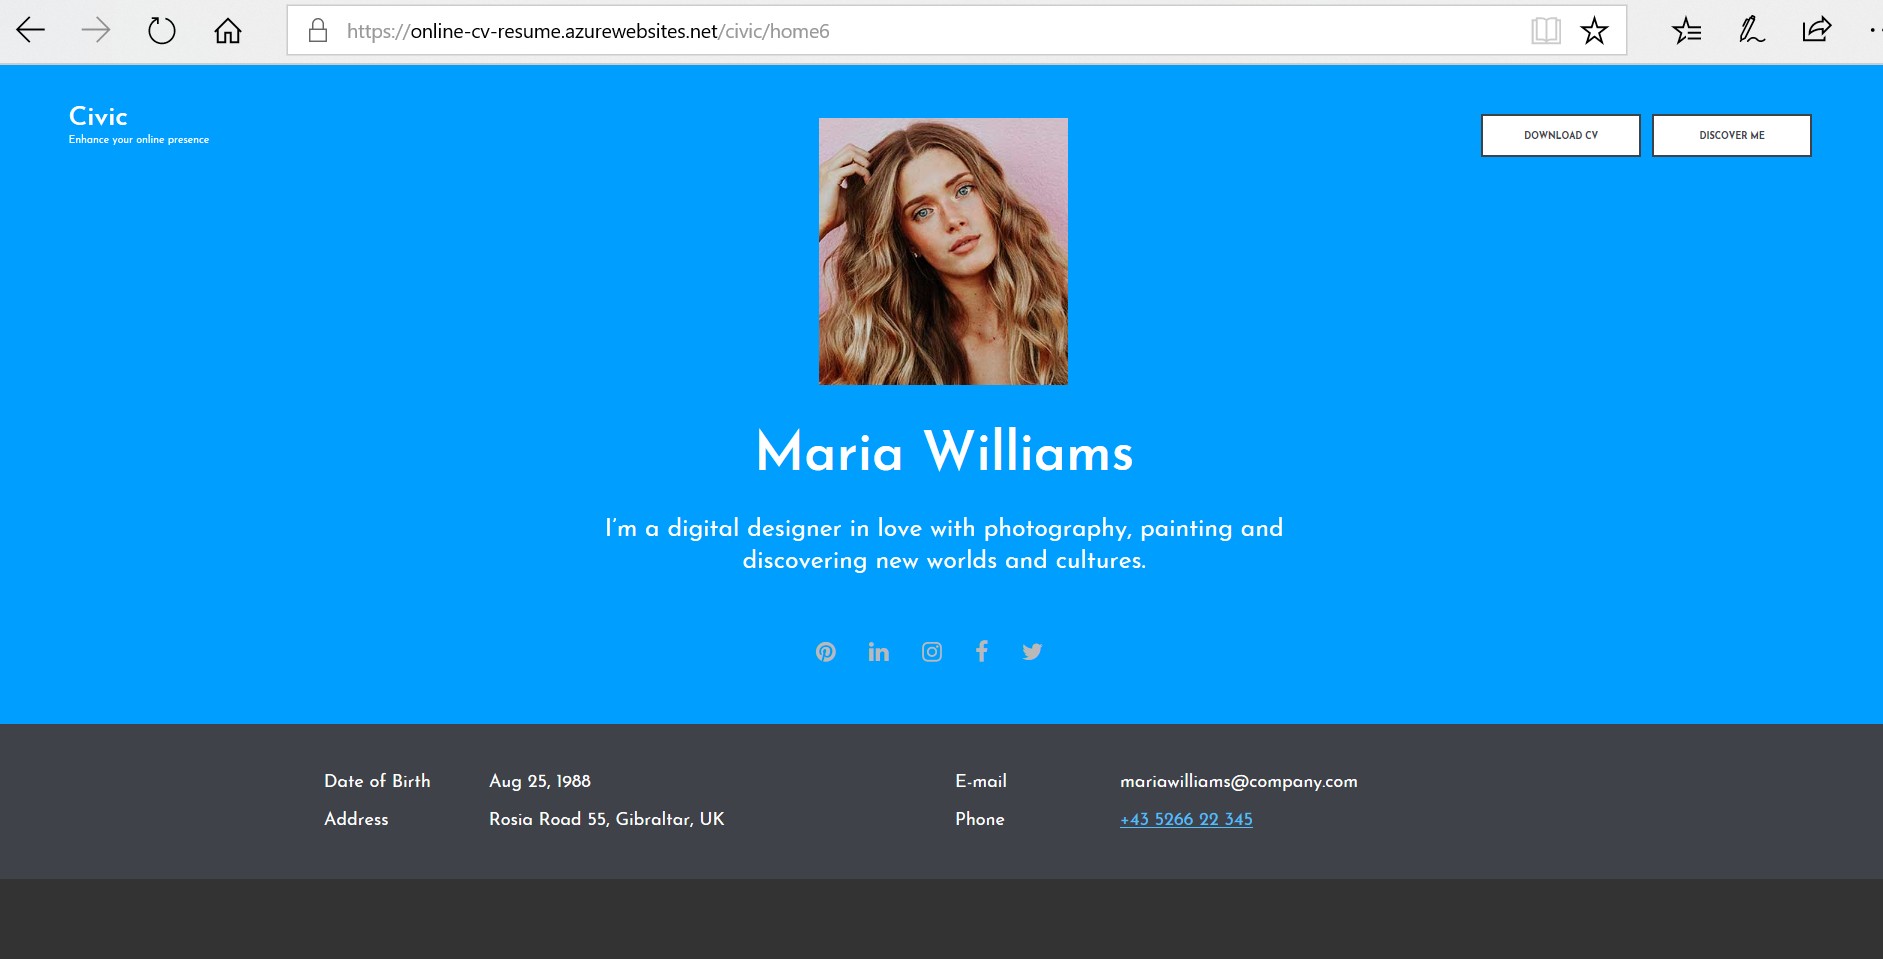 https://online-cv-resume.azurewebsites.net/civic/home6
Civic
Enhance your online presence
DOWNLOAD CV
DISCOVER ME
Maria Williams
I'm a digital designer in love with photography, painting and
discovering new worlds and cultures.
Date of Birth Aug 25, 1988
Address Rosia Road 55, Gibraltar, UK
E-mail mariawilliams@company.com
Phone +43 5266 22 345